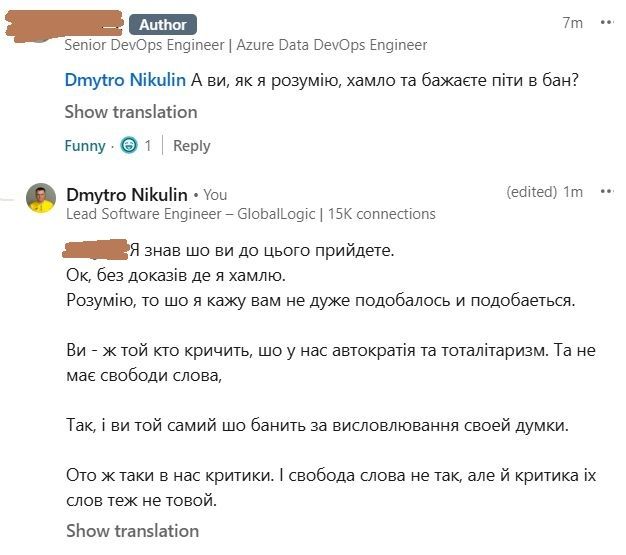 Author
7m
Senior DevOps Engineer | Azure Data DevOps Engineer
Dmytro Nikulin А ви, як я розумію, хамло та бажаєте піти в бан?
Show translation
Funny · 1 | Reply
Dmytro Nikulin • You
(edited) 1m
Lead Software Engineer – GlobalLogic | 15K connections
Я знав шо ви до цього прийдете.
Ок, без доказів де я хамлю.
Розумію, то шо я кажу вам не дуже подобалось и подобаеться.
Ви - ж той кто кричить, шо у нас автократія та тоталітаризм. Та не
має свободи слова,
Так, і ви той самий шо банить за висловлювання своей думки.
Ото ж таки в нас критики. І свобода слова не так, але й критика іх
слов теж не товой.
Show translation